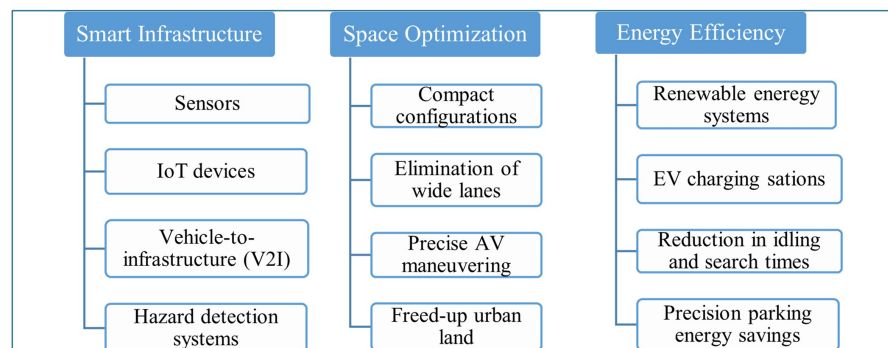 Smart Infrastructure
Sensors
IoT devices
Vehicle-to-
infrastructure (V2I)
Hazard detection
systems
Space Optimization
Compact
configurations
Elimination of
wide lanes
Precise AV
maneuvering
Freed-up urban
land
Energy Efficiency
Renewable eneregy
systems
EV charging sations
Reduction in idling
and search times
Precision parking
energy savings